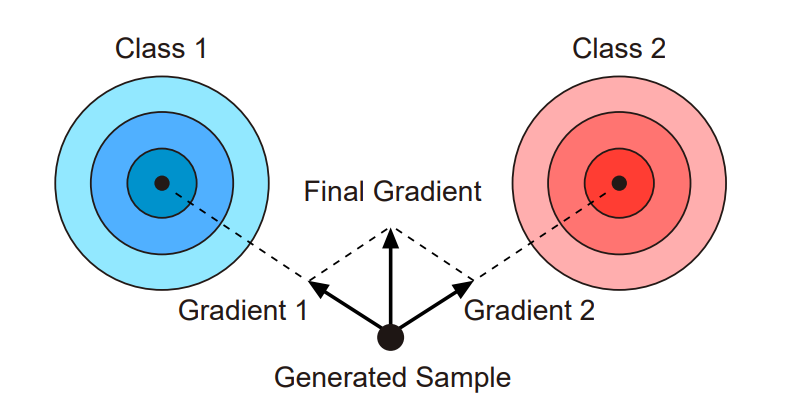 Class 1
Class 2
Final Gradient
Gradient 1
Gradient 2
Generated Sample